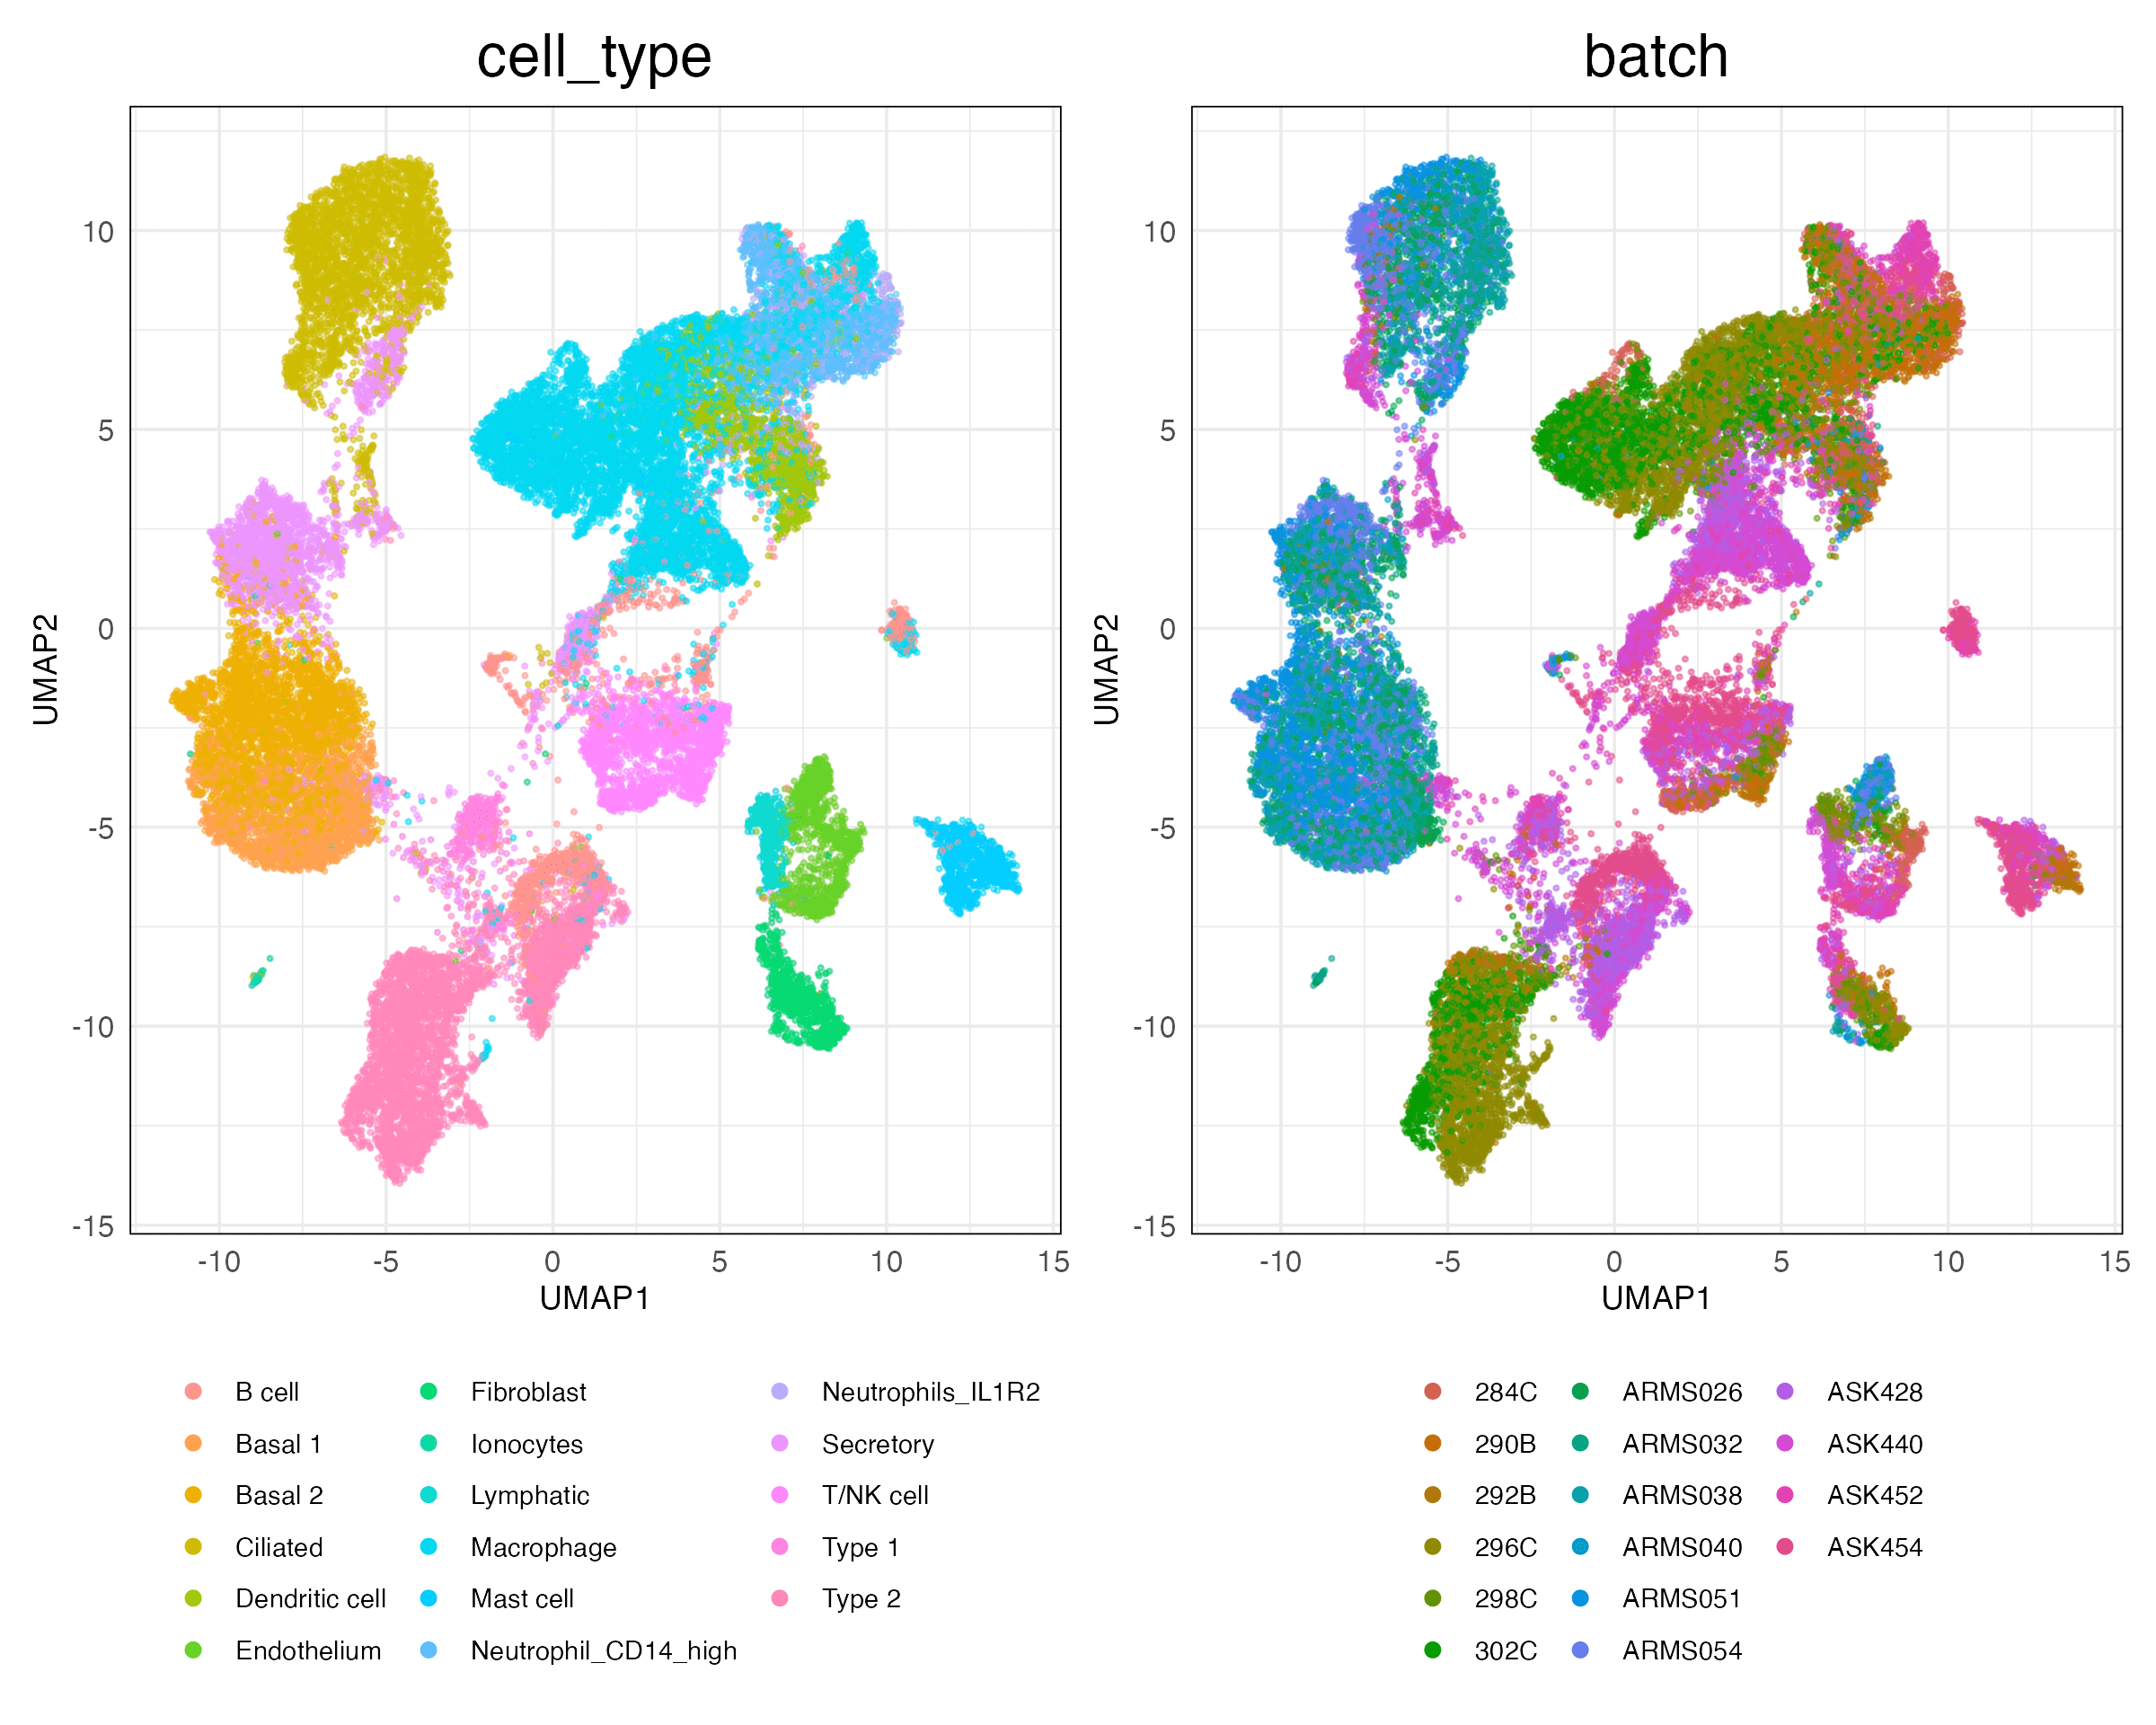 cell_type
batch
UMAP2
10
5
0
-5
-10
-15
-10
-5
0
5
10
15
UMAP1
UMAP2
10
5
0
-5
-10
-15
-10
-5
0
5
10
15
UMAP1
B cell
Basal 1
Basal 2
Ciliated
Dendritic cell
Endothelium
Fibroblast
Ionocytes
Lymphatic
Macrophage
Mast cell
Neutrophil_CD14_high
Neutrophils_IL1R2
Secretory
T/NK cell
Type 1
Type 2
284C
290B
292B
296C
298C
302C
ARMS026
ARMS032
ARMS038
ARMS040
ARMS051
ARMS054
ASK428
ASK440
ASK452
ASK454